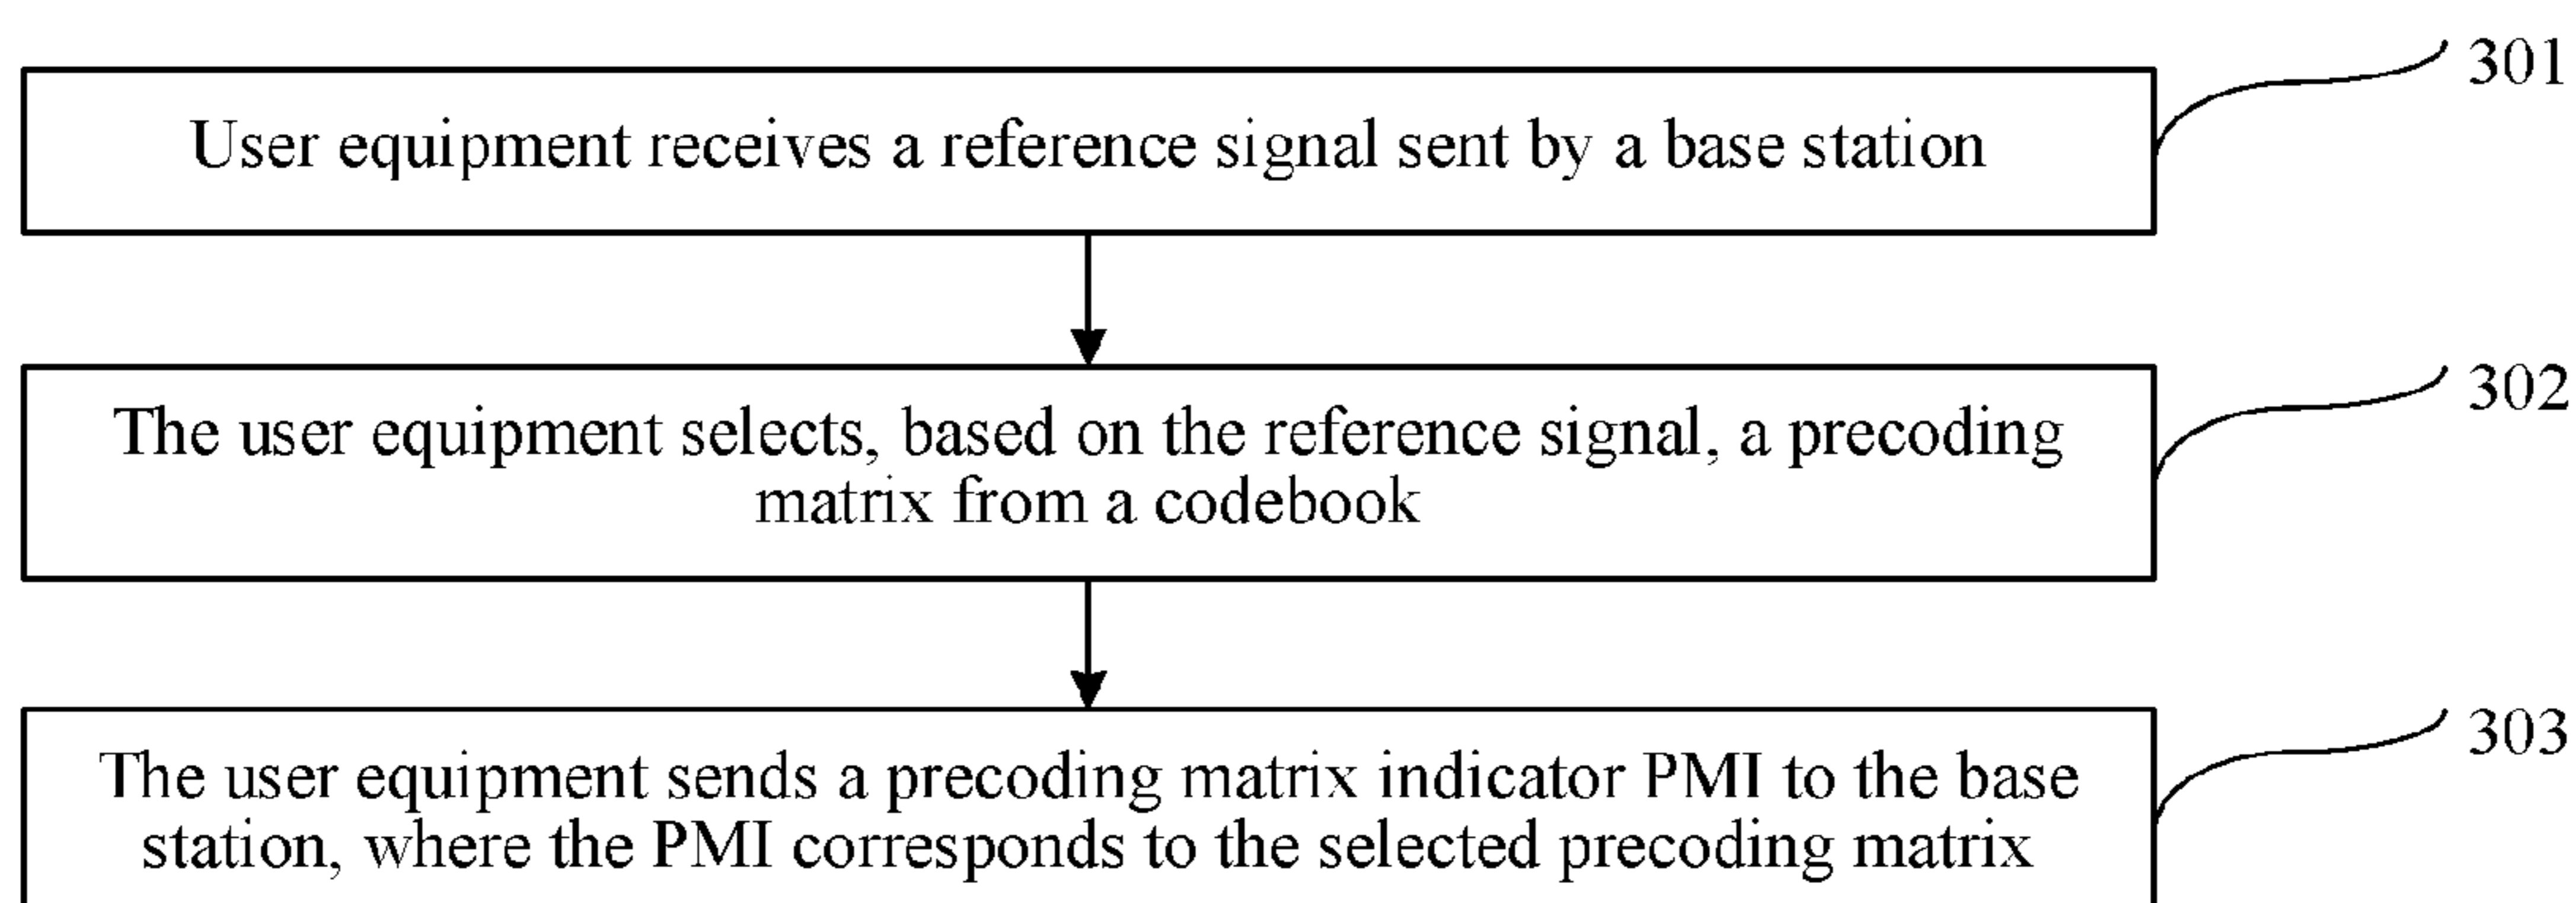 301
User equipment receives a reference signal sent by a base station
302
The user equipment selects, based on the reference signal, a precoding
matrix from a codebook
303
The user equipment sends a precoding matrix indicator PMI to the base
station, where the PMI corresponds to the selected precoding matrix